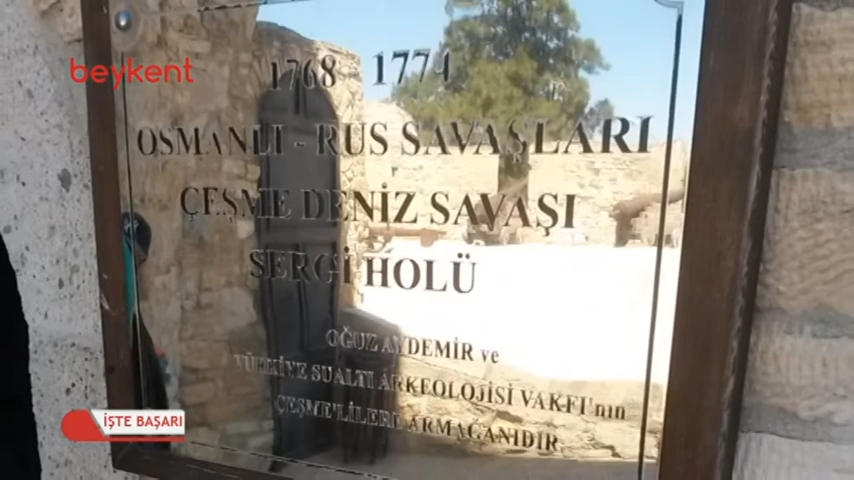 beykent
1768 1774
OSMANLI - RUS SAVAŞLARI
ÇEŞME DENİZ SAVAŞI
SERGİ HOLÜ
OĞUZ AYDEMİR ve
TÜRKİYE SUALTI ARKEOLOJİSİ VAKFI'nın
ÇEŞME'LİLERE ARMAĞANIDIR
İŞTE BAŞARI